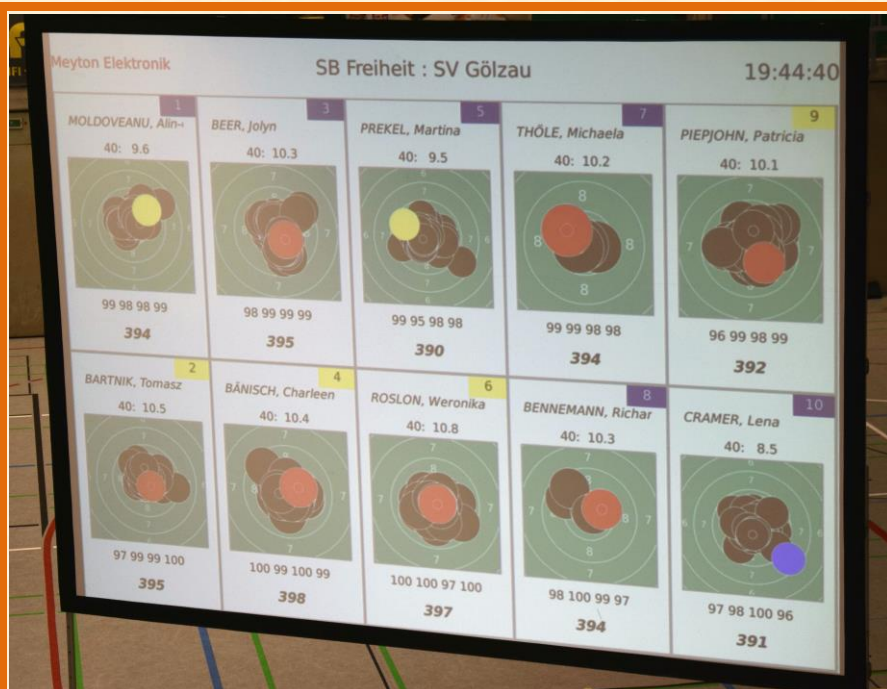 Meyton Elektronik
SB Freiheit : SV Gölzau
19:44:40
1
MOLDOVEANU, Alin
40: 9.6
99 98 98 99
394
3
BEER, Jolyn
40: 10.3
98 99 99 99
395
5
PREKEL, Martina
40: 9.5
99 95 98 98
390
7
THÖLE, Michaela
40: 10.2
99 99 98 98
394
9
PIEPJOHN, Patricia
40: 10.1
96 99 98 99
392
2
BARTNIK, Tomasz
40: 10.5
97 99 99 100
395
4
BÄNISCH, Charleen
40: 10.4
100 99 100 99
398
6
ROSLON, Weronika
40: 10.8
100 100 97 100
397
8
BENNEMANN, Richar
40: 10.3
98 100 99 97
394
10
CRAMER, Lena
40: 8.5
97 98 100 96
391